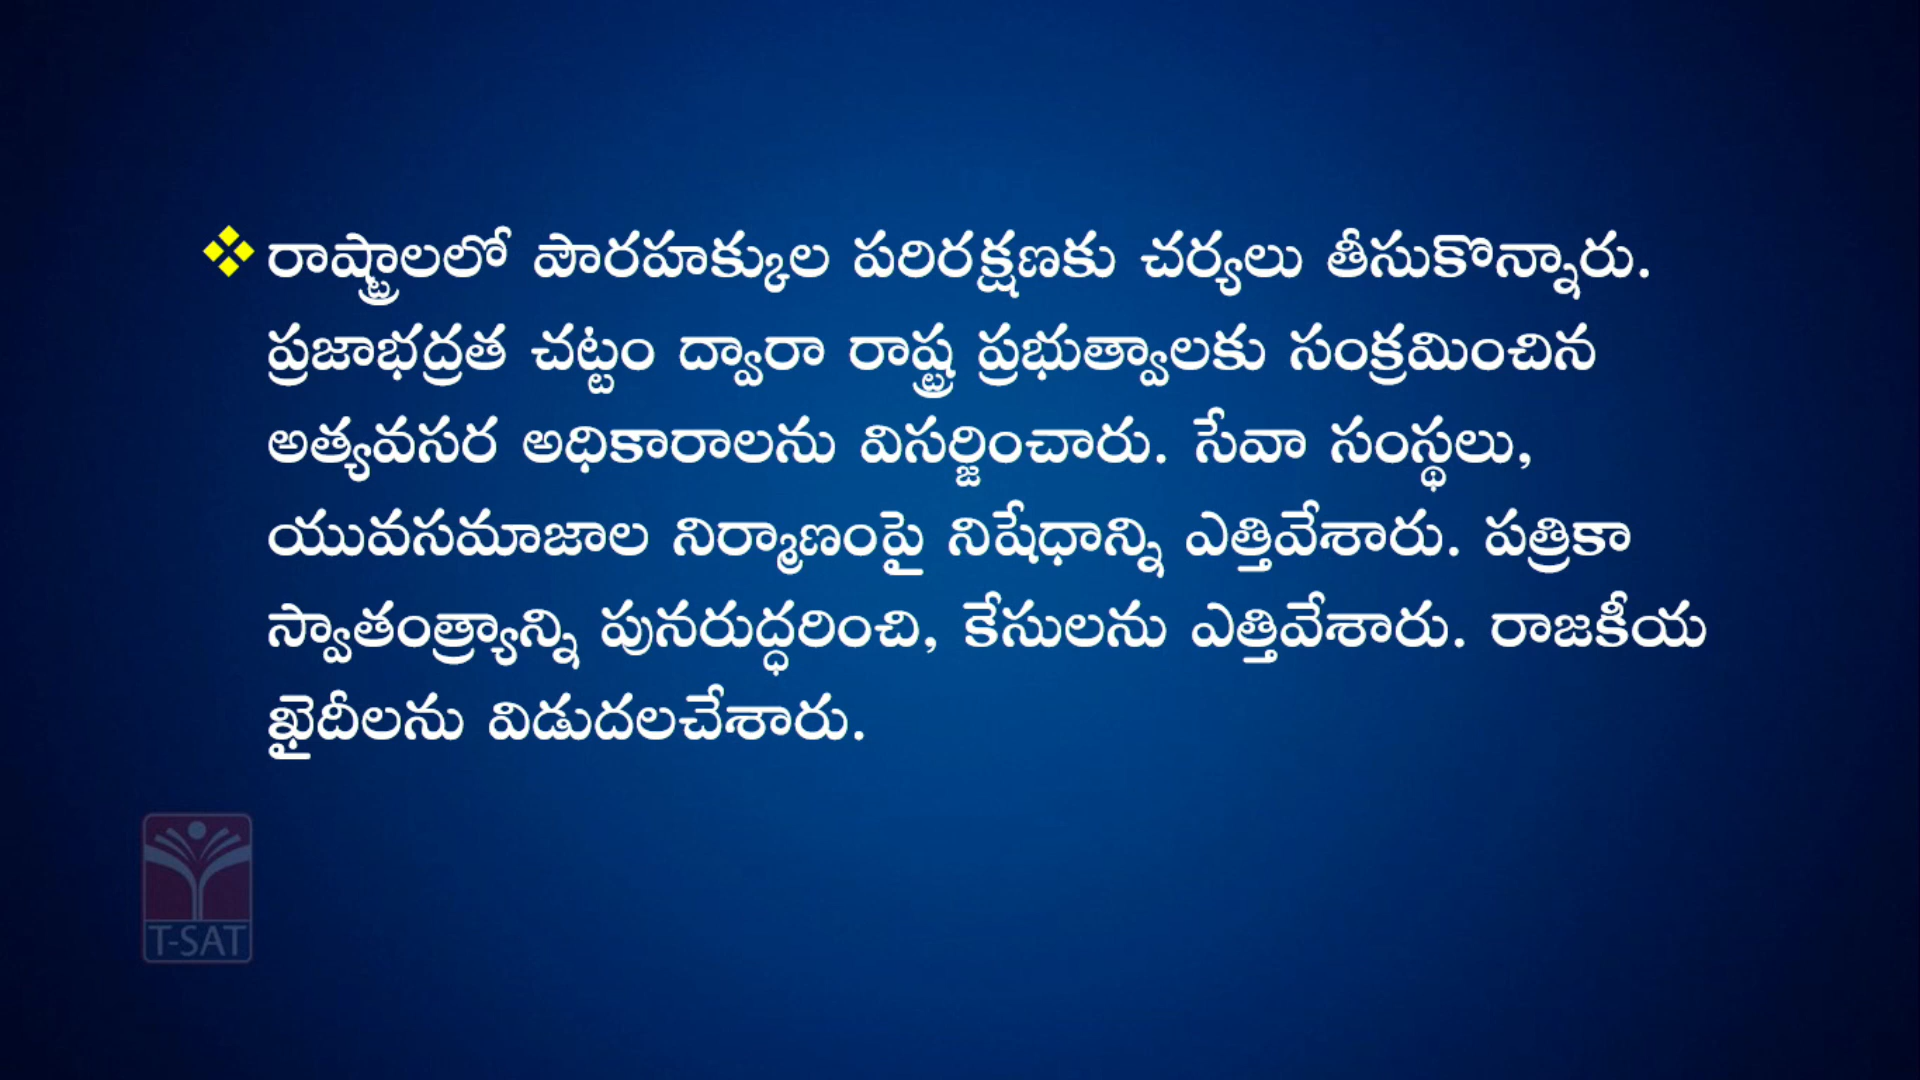 ❖ రాష్ట్రాలలో పౌరహక్కుల పరిరక్షణకు చర్యలు తీసుకొన్నారు.
ప్రజాభద్రత చట్టం ద్వారా రాష్ట్ర ప్రభుత్వాలకు సంక్రమించిన
అత్యవసర అధికారాలను విసర్జించారు. సేవా సంస్థలు,
యువసమాజాల నిర్మాణంపై నిషేధాన్ని ఎత్తివేశారు. పత్రికా
స్వాతంత్ర్యాన్ని పునరుద్ధరించి, కేసులను ఎత్తివేశారు. రాజకీయ
ఖైదీలను విడుదలచేశారు.
T-SAT